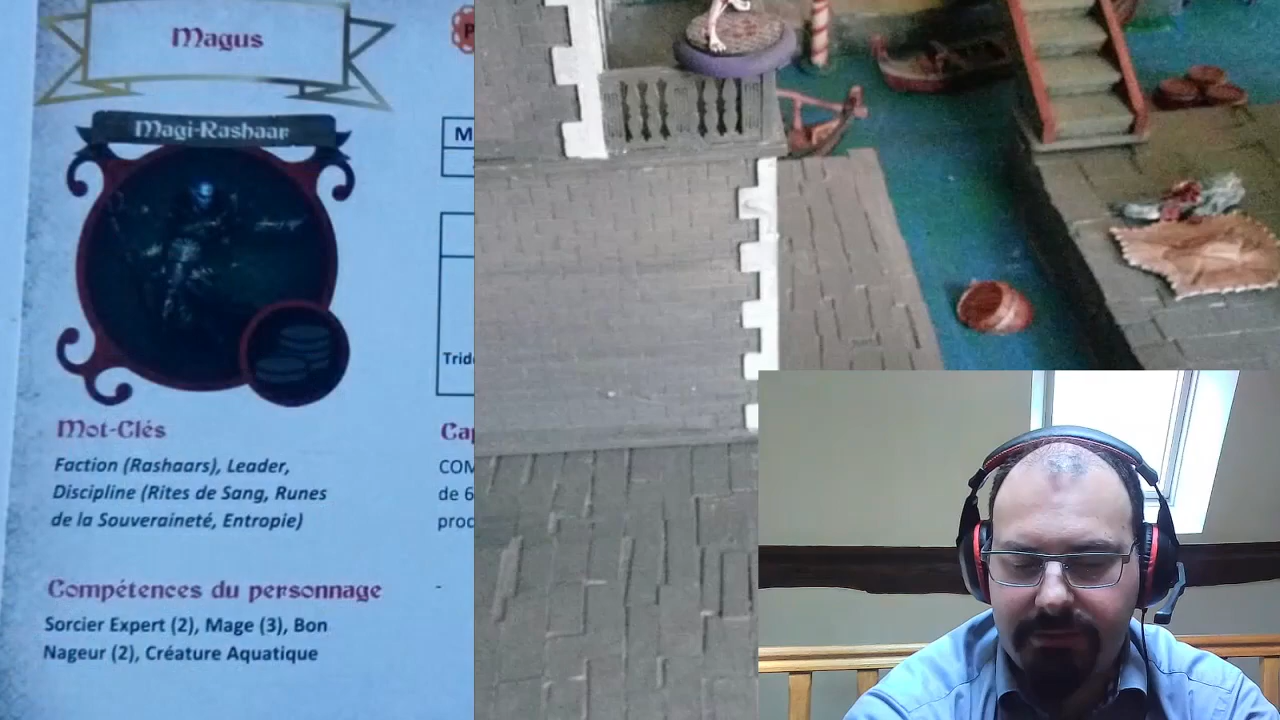 Magus
Magi-Rashaar
Mot-Clés
Faction (Rashaars), Leader,
Discipline (Rites de Sang, Runes
de la Souveraineté, Entropie)
Compétences du personnage
Sorcier Expert (2), Mage (3), Bon
Nageur (2), Créature Aquatique
P
M
Trid
Cap
COM
de 6
proc
-